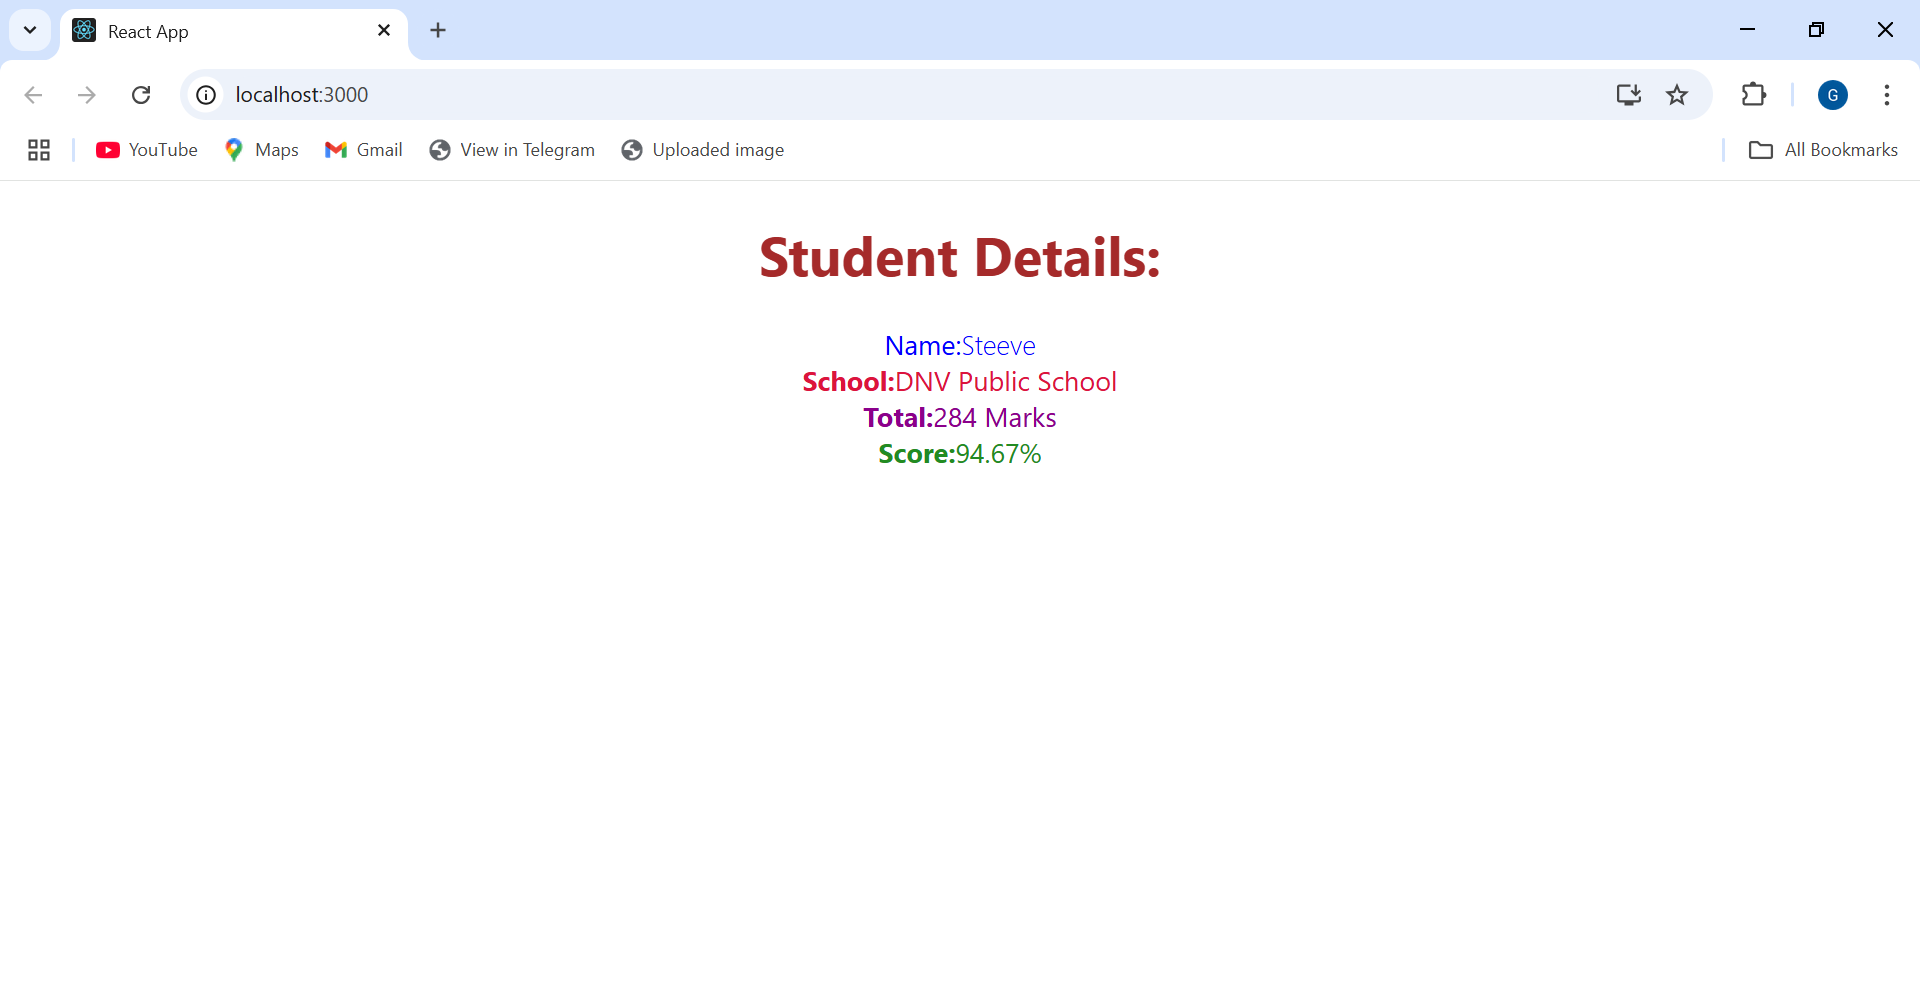 React App
localhost:3000
G
YouTube
Maps
Gmail
View in Telegram
Uploaded image
All Bookmarks
Student Details:
Name:Steeve
School:DNV Public School
Total:284 Marks
Score:94.67%